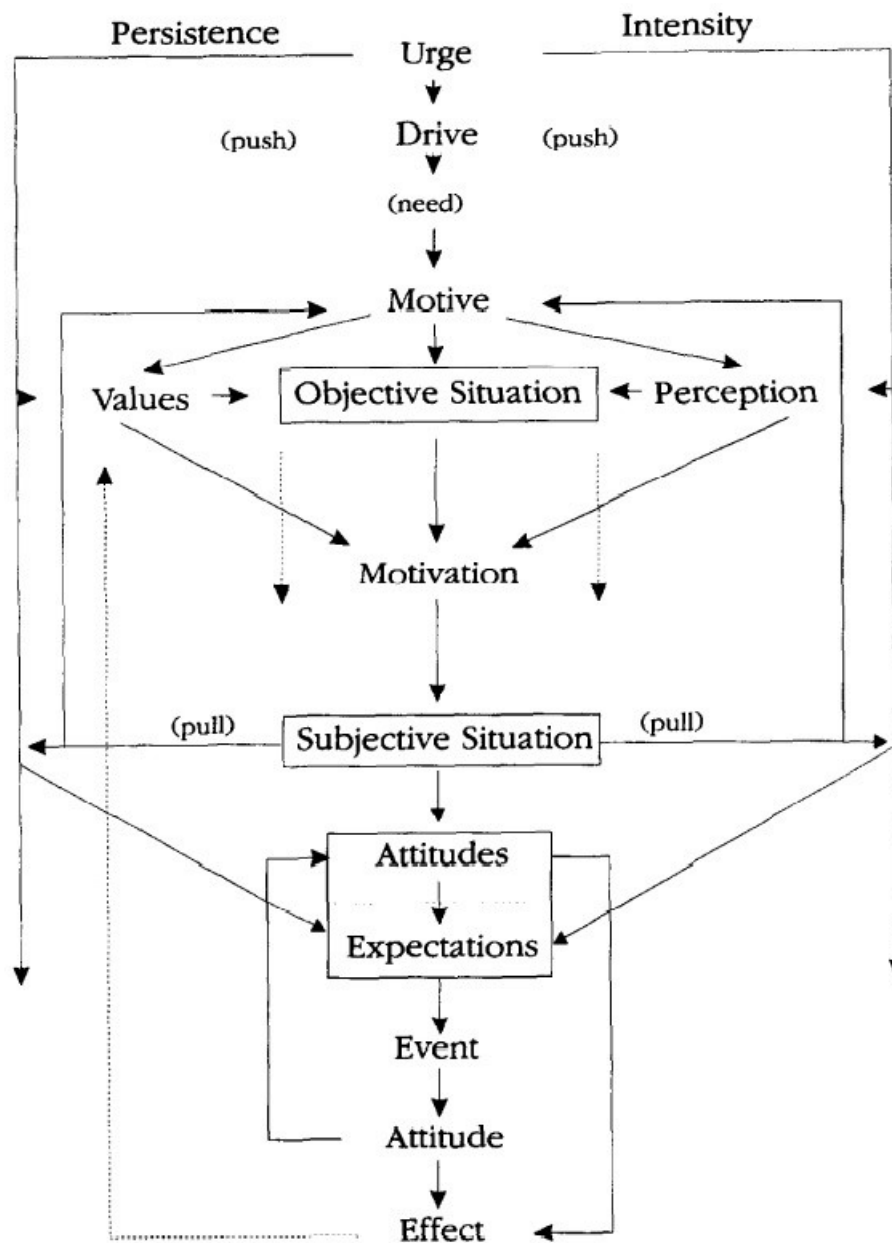 Persistence
Intensity
Urge
(push)
Drive
(push)
(need)
Motive
Values
Objective Situation
Perception
Motivation
(pull)
Subjective Situation
(pull)
Attitudes
Expectations
Event
Attitude
Effect